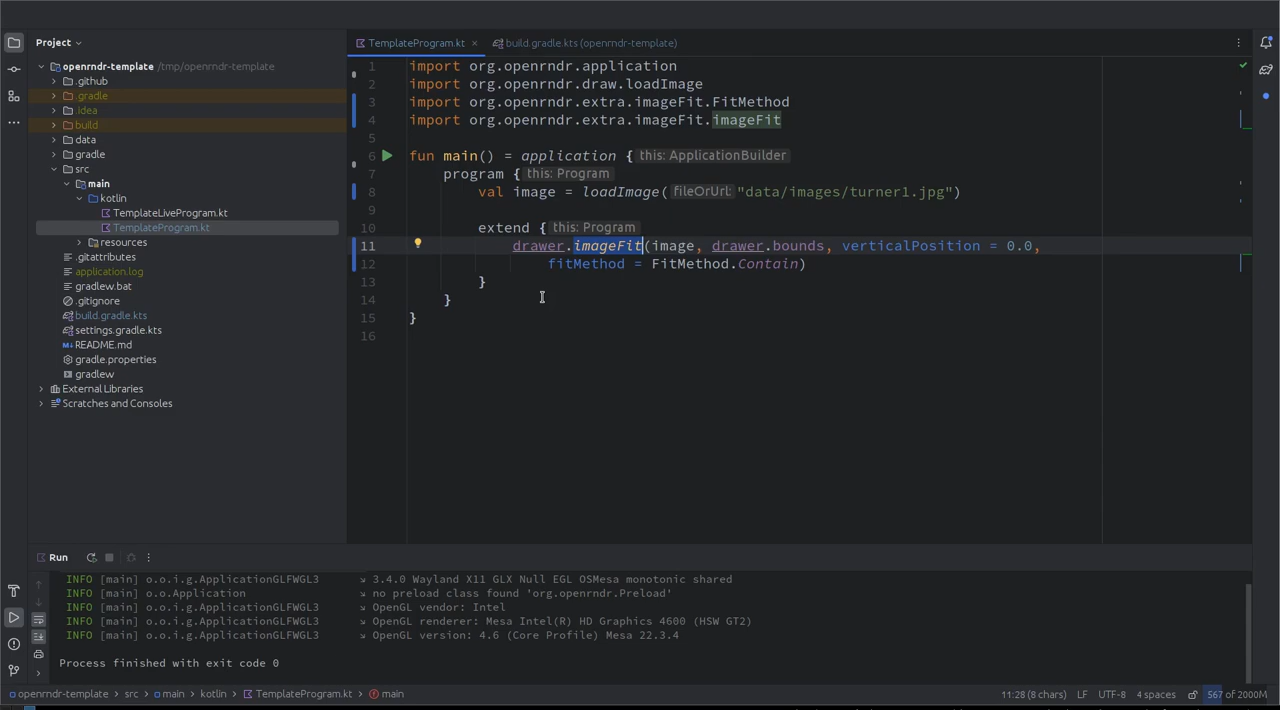 Project
openrndr-template /tmp/openrndr-template
.github
.gradle
.idea
build
data
gradle
src
main
kotlin
TemplateLiveProgram.kt
TemplateProgram.kt
resources
.gitattributes
application.log
gradlew.bat
.gitignore
build.gradle.kts
settings.gradle.kts
README.md
gradle.properties
gradlew
External Libraries
Scratches and Consoles
TemplateProgram.kt
build.gradle.kts (openrndr-template)
1 import org.openrndr.application
2 import org.openrndr.draw.loadImage
3 import org.openrndr.extra.imageFit.FitMethod
4 import org.openrndr.extra.imageFit.imageFit
5
6 fun main() = application { this: ApplicationBuilder
7 program { this: Program
8 val image = loadImage( fileOrUrl: "data/images/turner1.jpg")
9
10 extend { this: Program
11 drawer.imageFit(image, drawer.bounds, verticalPosition = 0.0,
12 fitMethod = FitMethod.Contain)
13 }
14 }
15 }
16
Run
INFO [main] o.o.i.g.ApplicationGLFWGL3 ↘ 3.4.0 Wayland X11 GLX Null EGL OSMesa monotonic shared
INFO [main] o.o.Application ↘ no preload class found 'org.openrndr.Preload'
INFO [main] o.o.i.g.ApplicationGLFWGL3 ↘ OpenGL vendor: Intel
INFO [main] o.o.i.g.ApplicationGLFWGL3 ↘ OpenGL renderer: Mesa Intel(R) HD Graphics 4600 (HSW GT2)
INFO [main] o.o.i.g.ApplicationGLFWGL3 ↘ OpenGL version: 4.6 (Core Profile) Mesa 22.3.4
Process finished with exit code 0
openrndr-template > src > main > kotlin > TemplateProgram.kt > main
11:28 (8 chars) LF UTF-8 4 spaces 567 of 2000M